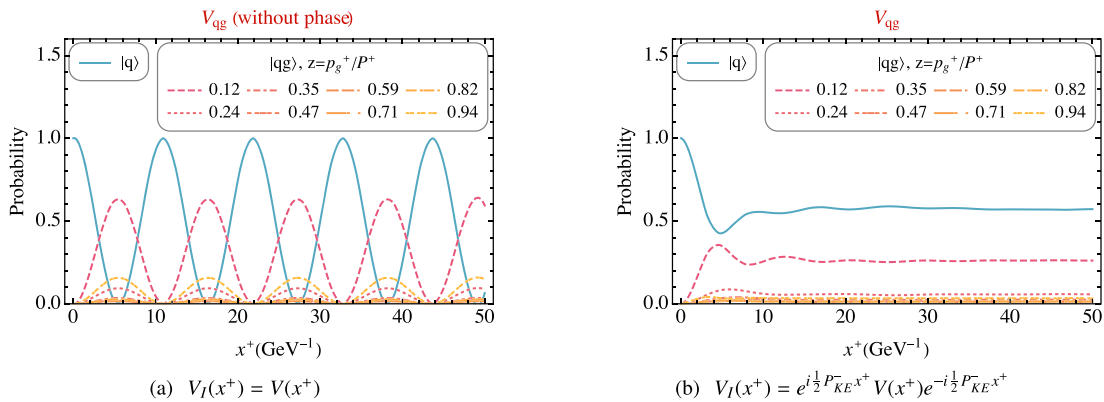 V_qg (without phase)
|q⟩
|qg⟩, z=p_g^+/P^+
0.12 0.35 0.59 0.82
0.24 0.47 0.71 0.94
Probability
1.5
1.0
0.5
0.0
0 10 20 30 40 50
x^+(GeV^−1)
(a) V_I(x^+) = V(x^+)
V_qg
|q⟩
|qg⟩, z=p_g^+/P^+
0.12 0.35 0.59 0.82
0.24 0.47 0.71 0.94
Probability
1.5
1.0
0.5
0.0
0 10 20 30 40 50
x^+(GeV^−1)
(b) V_I(x^+) = e^{i\frac{1}{2}P^-_{KE}x^+} V(x^+)e^{−i\frac{1}{2}P^-_{KE}x^+}